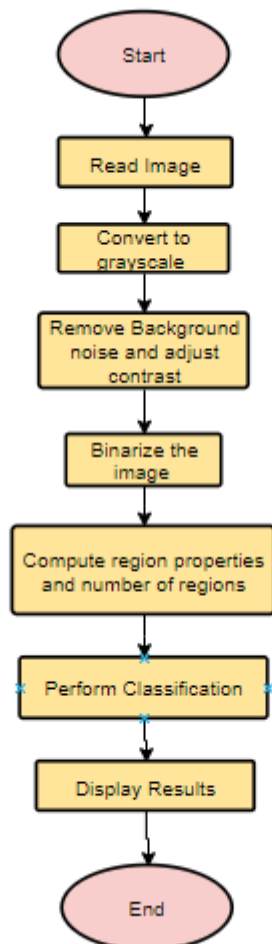 Start
Read Image
Convert to
grayscale
Remove Background
noise and adjust
contrast
Binarize the
image
Compute region properties
and number of regions
Perform Classification
Display Results
End